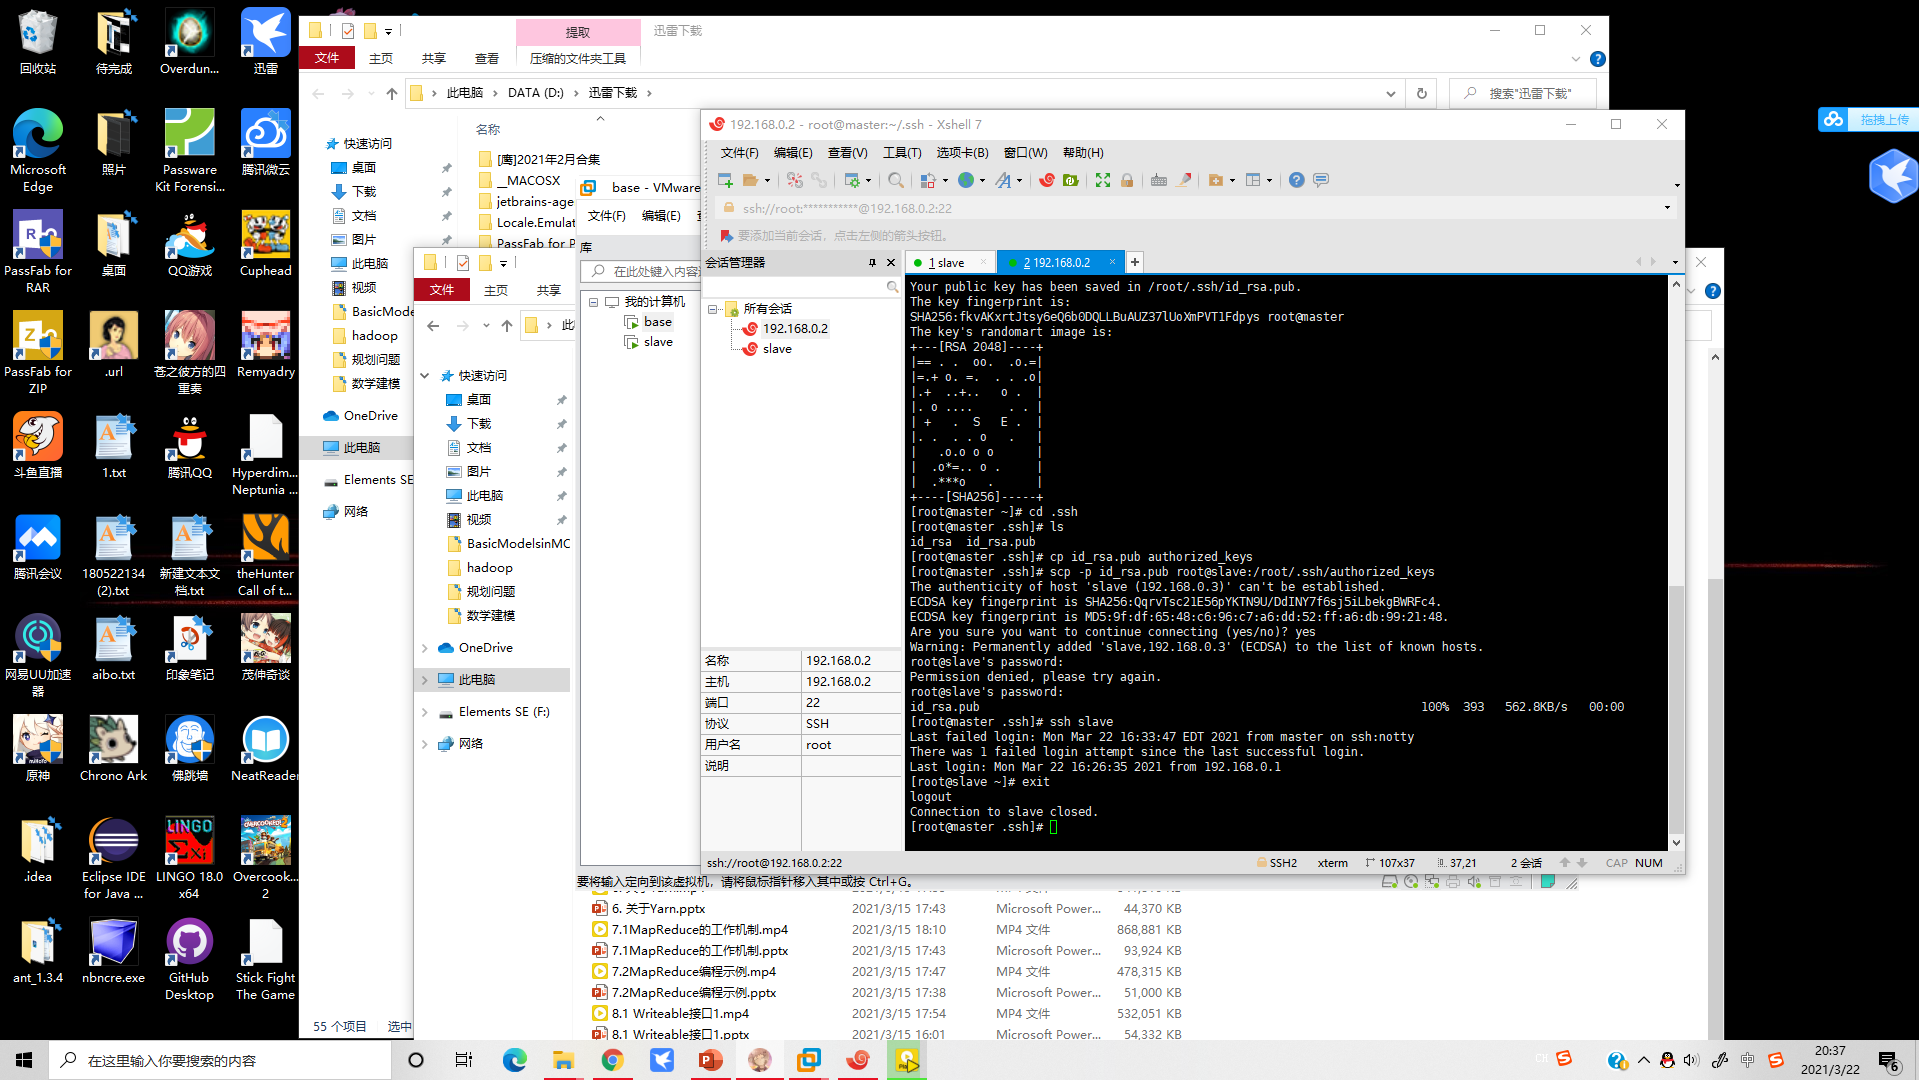 回收站
待完成
Overdun...
迅雷
Microsoft Edge
照片
Passware Kit Forensi...
腾讯微云
PassFab for RAR
桌面
QQ游戏
Cuphead
PassFab for ZIP
.url
苍之彼方的四重奏
Remyadry
斗鱼直播
1.txt
腾讯QQ
Hyperdim... Neptunia ...
腾讯会议
180522134 (2).txt
新建文本文档.txt
theHunter Call of t...
网易UU加速器
aibo.txt
印象笔记
茂伸奇谈
原神
Chrono Ark
佛跳墙
NeatReader
.idea
Eclipse IDE for Java ...
LINGO 18.0 x64
Overcook... 2
ant_1.3.4
nbncre.exe
GitHub Desktop
Stick Fight The Game
提取
迅雷下载
文件 主页 共享 查看 压缩的文件夹工具
此电脑 DATA (D:) 迅雷下载
搜索"迅雷下载"
名称
快速访问
桌面
下载
文档
图片
此电脑
视频
BasicMode
hadoop
规划问题
数学建模
OneDrive
此电脑
Elements SE
网络
55 个项目 选中
[鹰]2021年2月合集
__MACOSX
jetbrains-age
Locale.Emulat
PassFab for P
文件 主页 共享
快速访问
桌面
下载
文档
图片
此电脑
视频
BasicModelsinMC
hadoop
规划问题
数学建模
OneDrive
此电脑
Elements SE (F:)
网络
base - VMware
文件(F) 编辑(E)
库
在此处键入内容
我的计算机
base
slave
要将输入定向到该虚拟机，请将鼠标指针移入其中或按 Ctrl+G。
192.168.0.2 - root@master:~/.ssh - Xshell 7
文件(F) 编辑(E) 查看(V) 工具(T) 选项卡(B) 窗口(W) 帮助(H)
ssh://root:***********@192.168.0.2:22
要添加当前会话，点击左侧的箭头按钮。
会话管理器
所有会话
192.168.0.2
slave
名称 192.168.0.2
主机 192.168.0.2
端口 22
协议 SSH
用户名 root
说明
1 slave
2 192.168.0.2
Your public key has been saved in /root/.ssh/id_rsa.pub.
The key fingerprint is:
SHA256:fkvAKxrtJtsy6eQ6b0DQLLBuAUZ37lUoXmPVT1Fdpys root@master
The key's randomart image is:
+---[RSA 2048]----+
|== . .  oo.  .o.=|
|=.+ o. =.  . . .o|
|.+  ..+..   o .  |
|. o ....     . . |
| +   .  S   E .  |
|. .  . . o   .   |
|   .o.o o o      |
|  .o*=.. o .     |
|  .***o   .      |
+----[SHA256]-----+
[root@master ~]# cd .ssh
[root@master .ssh]# ls
id_rsa  id_rsa.pub
[root@master .ssh]# cp id_rsa.pub authorized_keys
[root@master .ssh]# scp -p id_rsa.pub root@slave:/root/.ssh/authorized_keys
The authenticity of host 'slave (192.168.0.3)' can't be established.
ECDSA key fingerprint is SHA256:QqrvTsc21E56pYKTN9U/DdINY7f6sj5iLbekgBWRFc4.
ECDSA key fingerprint is MD5:9f:df:65:48:c6:96:c7:a6:dd:52:ff:a6:db:99:21:48.
Are you sure you want to continue connecting (yes/no)? yes
Warning: Permanently added 'slave,192.168.0.3' (ECDSA) to the list of known hosts.
root@slave's password:
Permission denied, please try again.
root@slave's password:
id_rsa.pub 100% 393 562.8KB/s 00:00
[root@master .ssh]# ssh slave
Last failed login: Mon Mar 22 16:33:47 EDT 2021 from master on ssh:notty
There was 1 failed login attempt since the last successful login.
Last login: Mon Mar 22 16:26:35 2021 from 192.168.0.1
[root@slave ~]# exit
logout
Connection to slave closed.
[root@master .ssh]#
ssh://root@192.168.0.2:22 SSH2 xterm 107x37 37,21 2 会话 CAP NUM
6. 关于Yarn.pptx 2021/3/15 17:43 Microsoft Power... 44,370 KB
7.1MapReduce的工作机制.mp4 2021/3/15 18:10 MP4 文件 868,881 KB
7.1MapReduce的工作机制.pptx 2021/3/15 17:43 Microsoft Power... 93,924 KB
7.2MapReduce编程示例.mp4 2021/3/15 17:47 MP4 文件 478,315 KB
7.2MapReduce编程示例.pptx 2021/3/15 17:38 Microsoft Power... 51,000 KB
8.1 Writeable接口1.mp4 2021/3/15 17:54 MP4 文件 532,051 KB
8.1 Writeable接口1.pptx 2021/3/15 16:01 Microsoft Power... 54,332 KB
拖拽上传
在这里输入你要搜索的内容
中
20:37
2021/3/22
6